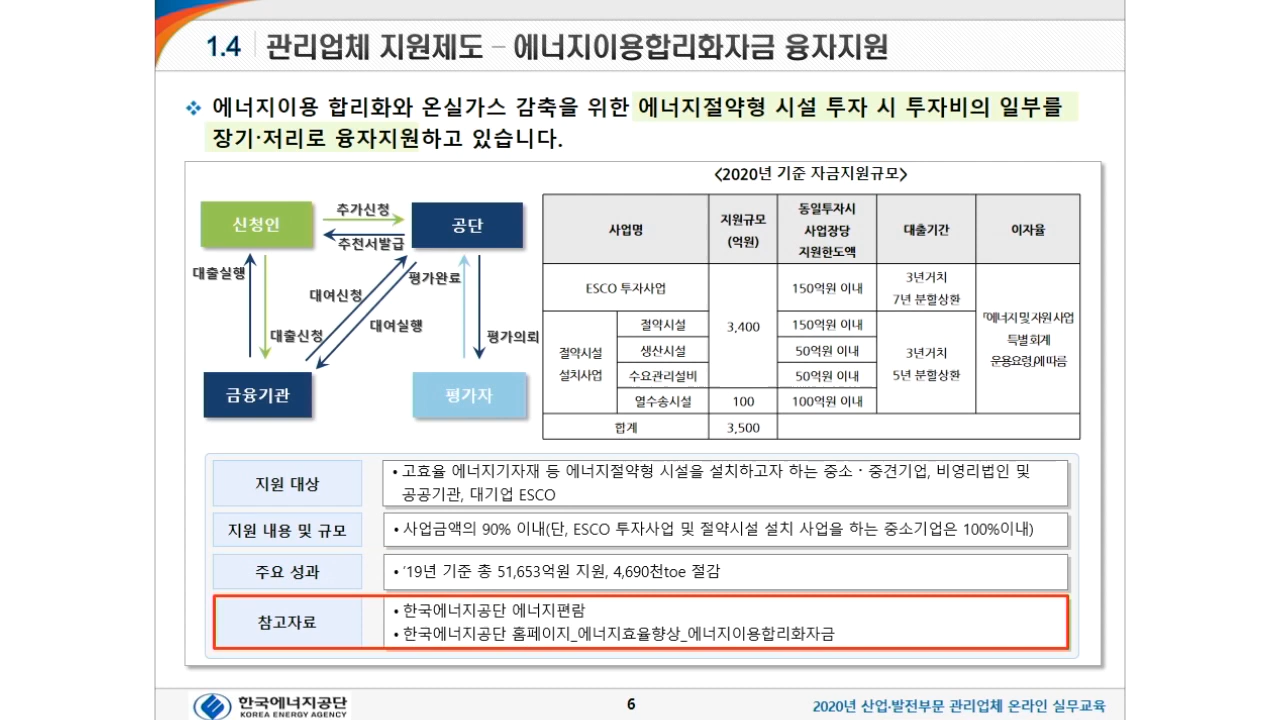 1.4 관리업체 지원제도 – 에너지이용합리화자금 융자지원
❖ 에너지이용 합리화와 온실가스 감축을 위한 에너지절약형 시설 투자 시 투자비의 일부를
장기·저리로 융자지원하고 있습니다.
신청인
추가신청
추천서발급
공단
대출실행
대출신청
대여신청
대여실행
평가완료
평가의뢰
금융기관
평가자
<2020년 기준 자금지원규모>
사업명
지원규모
(억원)
동일투자시
사업장당
지원한도액
대출기간
이자율
ESCO 투자사업
3,400
150억원 이내
3년거치
7년 분할상환
「에너지 및 자원 사업
특별 회계
운용요령」에 따름
절약시설
설치사업
절약시설
150억원 이내
3년거치
5년 분할상환
생산시설
50억원 이내
수요관리설비
50억원 이내
열수송시설
100
100억원 이내
합계
3,500
지원 대상
• 고효율 에너지기자재 등 에너지절약형 시설을 설치하고자 하는 중소·중견기업, 비영리법인 및
공공기관, 대기업 ESCO
지원 내용 및 규모
• 사업금액의 90% 이내(단, ESCO 투자사업 및 절약시설 설치 사업을 하는 중소기업은 100%이내)
주요 성과
• ‘19년 기준 총 51,653억원 지원, 4,690천toe 절감
참고자료
• 한국에너지공단 에너지편람
• 한국에너지공단 홈페이지_에너지효율향상_에너지이용합리화자금
한국에너지공단
KOREA ENERGY AGENCY
6
2020년 산업·발전부문 관리업체 온라인 실무교육